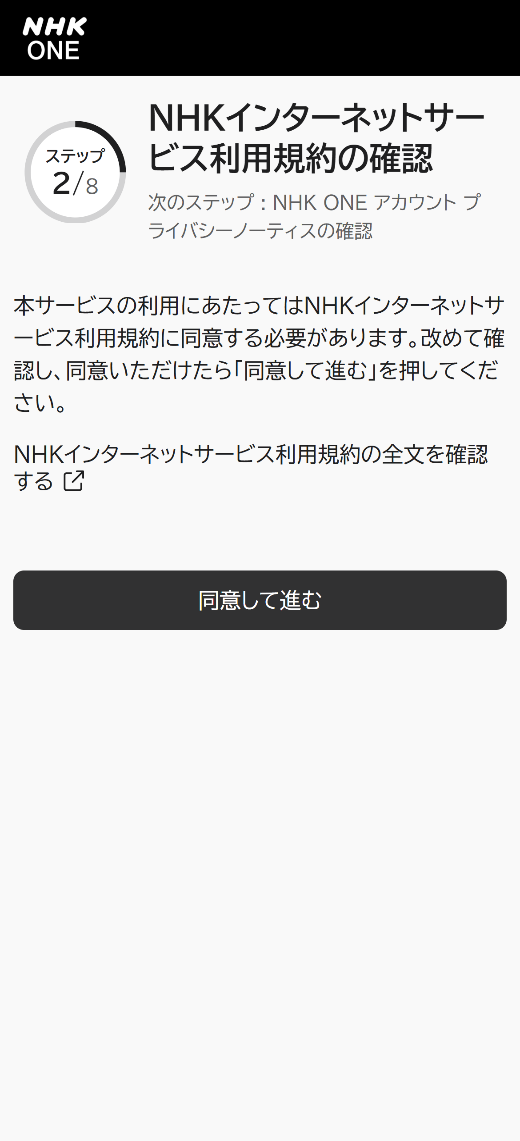 NHK
ONE
ステップ
2/8
NHKインターネットサー
ビス利用規約の確認
次のステップ : NHK ONE アカウント プ
ライバシーノーティスの確認
本サービスの利用にあたってはNHKインターネットサ
ービス利用規約に同意する必要があります。改めて確
認し、同意いただけたら「同意して進む」を押してくだ
さい。
NHKインターネットサービス利用規約の全文を確認
する
同意して進む